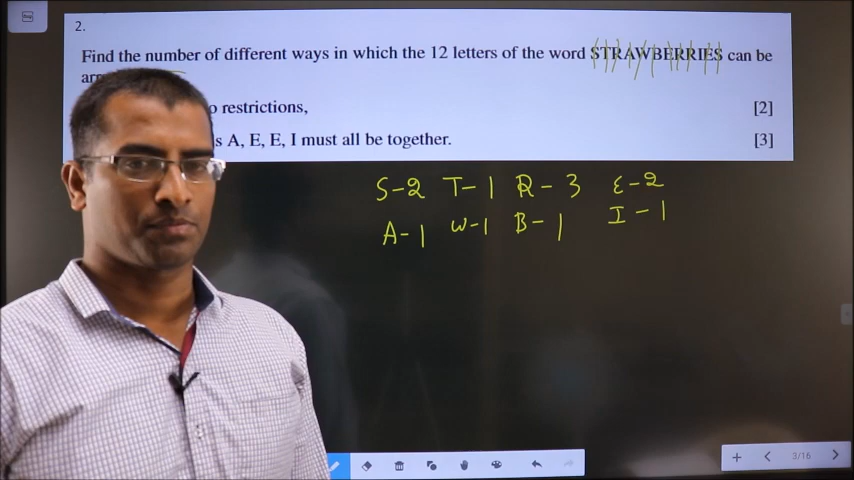 2.
Find the number of different ways in which the 12 letters of the word STRAWBERRIES can be
restrictions, [2]
A, E, E, I must all be together. [3]
S-2 T-1 R-3 E-2
A-1 W-1 B-1 I-1
3/16